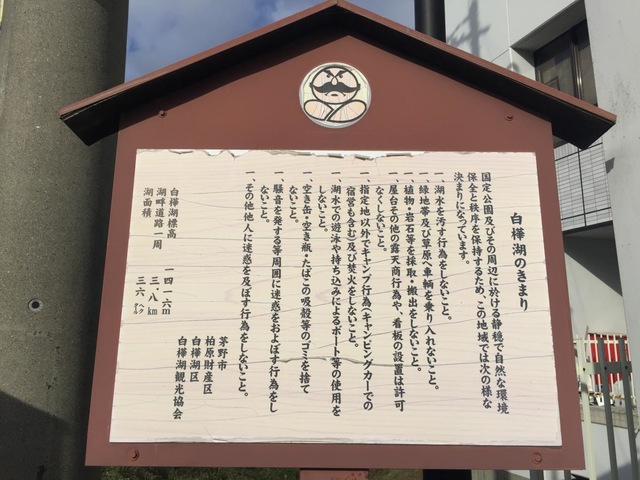 白樺湖のきまり
国定公園及びその周辺に於ける静穏で自然な環境
保全と秩序を保持するため、この地域では次の様な
決まりになっています。
一、湖水を汚す行為をしないこと。
一、緑地帯及び草原へ車輌を乗り入れないこと。
一、植物・岩石等を採取・搬出をしないこと。
一、屋台その他の露天商行為や、看板の設置は許可
なくしないこと。
一、指定地以外でキャンプ行為(キャンピングカーでの
宿営も含む)及び焚火をしないこと。
一、湖水での遊泳や持ち込みによるボート等の使用を
しないこと。
一、空き缶・空き瓶・たばこの吸殻等のゴミを捨て
ないこと。
一、騒音を発する等周囲に迷惑をおよぼす行為をし
ないこと。
一、その他他人に迷惑を及ぼす行為をしないこと。
茅野市
柏原財産区
白樺湖区
白樺湖観光協会
白樺湖標高 一四一六m
湖畔道路一周 三・八km
湖面積 三六ヘクタール